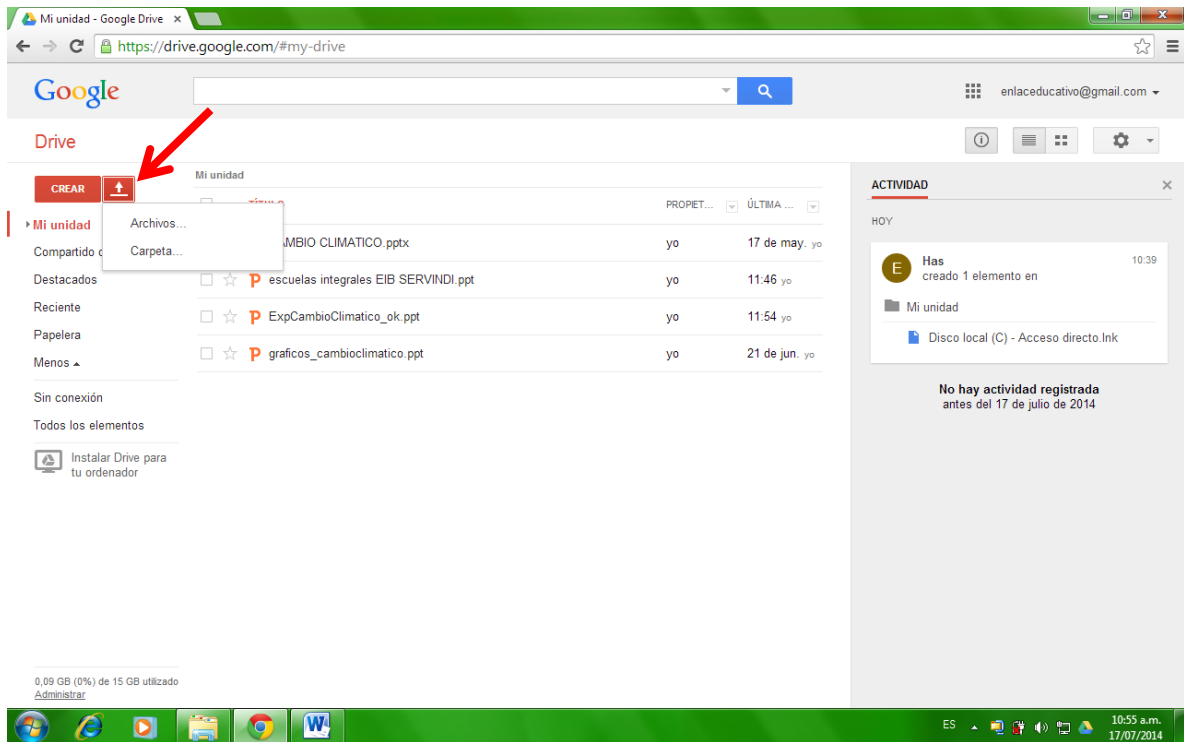 Mi unidad - Google Drive
https://drive.google.com/#my-drive
Google
enlaceducativo@gmail.com
Drive
CREAR
Archivos...
Carpeta...
Mi unidad
Compartido
Destacados
Reciente
Papelera
Menos
Sin conexión
Todos los elementos
Instalar Drive para
tu ordenador
0,09 GB (0%) de 15 GB utilizado
Administrar
Mi unidad
TÍTULO PROPIET... ÚLTIMA ...
CAMBIO CLIMATICO.pptx yo 17 de may. yo
escuelas integrales EIB SERVINDI.ppt yo 11:46 yo
ExpCambioClimatico_ok.ppt yo 11:54 yo
graficos_cambioclimatico.ppt yo 21 de jun. yo
ACTIVIDAD
HOY
E
Has 10:39
creado 1 elemento en
Mi unidad
Disco local (C) - Acceso directo.lnk
No hay actividad registrada
antes del 17 de julio de 2014
ES
10:55 a.m.
17/07/2014